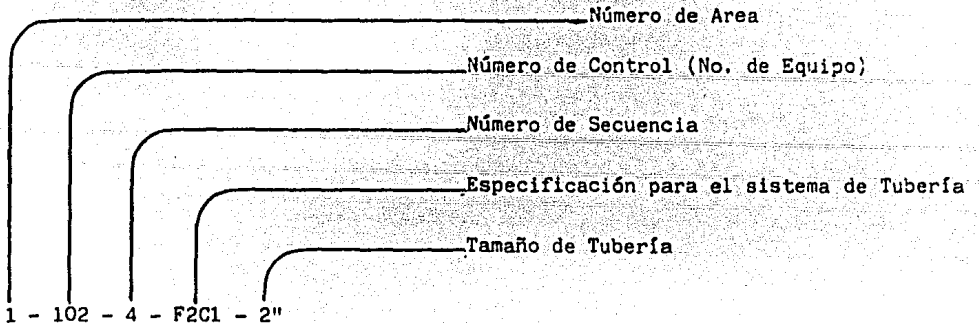 Número de Area
Número de Control (No. de Equipo)
Número de Secuencia
Especificación para el sistema de Tubería
Tamaño de Tubería
1 - 102 - 4 - F2C1 - 2"